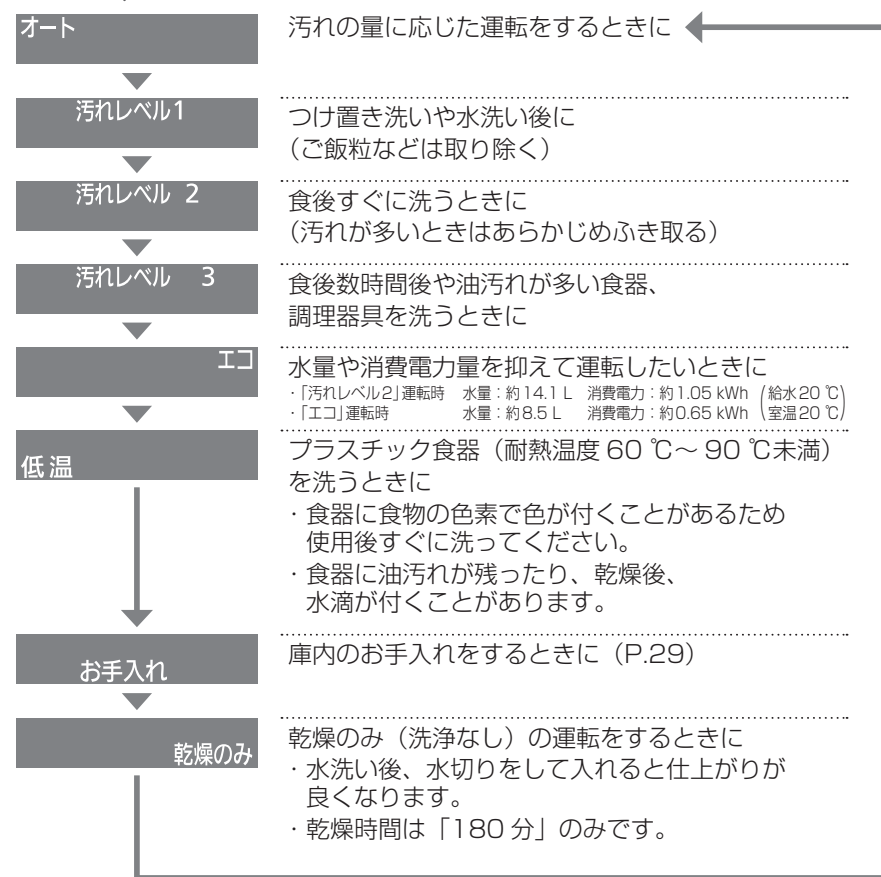 オート
汚れの量に応じた運転をするときに
汚れレベル1
つけ置き洗いや水洗い後に
（ご飯粒などは取り除く）
汚れレベル 2
食後すぐに洗うときに
（汚れが多いときはあらかじめふき取る）
汚れレベル 3
食後数時間後や油汚れが多い食器、
調理器具を洗うときに
エコ
水量や消費電力量を抑えて運転したいときに
・「汚れレベル2」運転時 水量：約14.1 L 消費電力：約1.05 kWh （給水20 ℃
・「エコ」運転時 水量：約8.5 L 消費電力：約0.65 kWh 室温20 ℃）
低温
プラスチック食器（耐熱温度 60 ℃～ 90 ℃未満）
を洗うときに
・食器に食物の色素で色が付くことがあるため
使用後すぐに洗ってください。
・食器に油汚れが残ったり、乾燥後、
水滴が付くことがあります。
お手入れ
庫内のお手入れをするときに（P.29）
乾燥のみ
乾燥のみ（洗浄なし）の運転をするときに
・水洗い後、水切りをして入れると仕上がりが
良くなります。
・乾燥時間は「180 分」のみです。